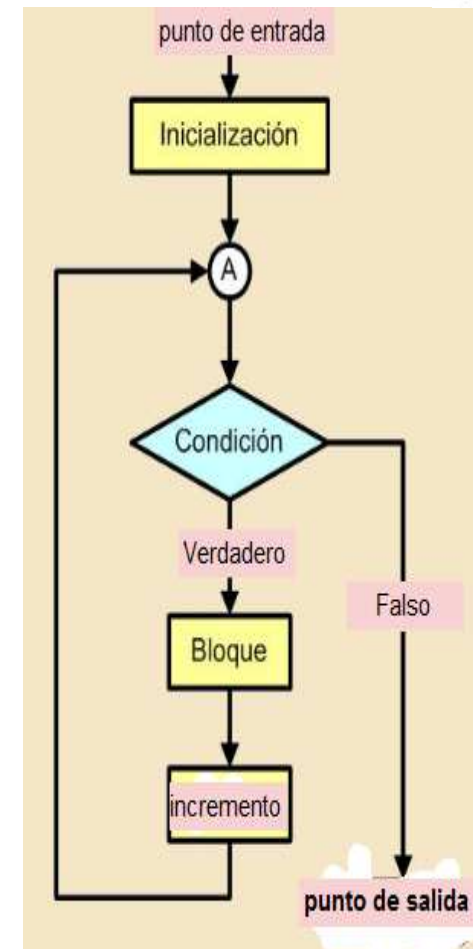 punto de entrada
Inicialización
A
Condición
Verdadero
Falso
Bloque
incremento
punto de salida